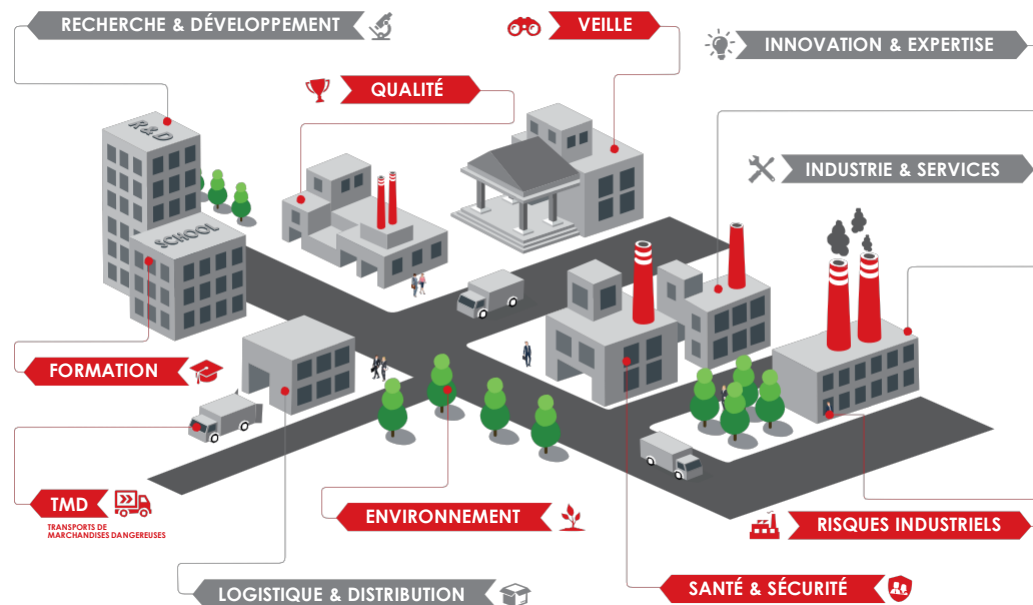 RECHERCHE & DÉVELOPPEMENT
VEILLE
INNOVATION & EXPERTISE
QUALITÉ
R&D
INDUSTRIE & SERVICES
SCHOOL
FORMATION
TMD
TRANSPORTS DE
MARCHANDISES DANGEREUSES
ENVIRONNEMENT
RISQUES INDUSTRIELS
LOGISTIQUE & DISTRIBUTION
SANTÉ & SÉCURITÉ